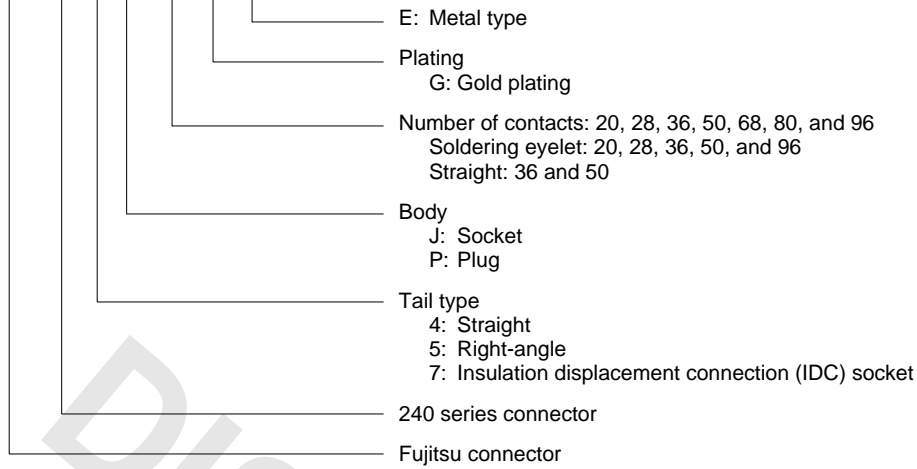 E: Metal type
Plating
G: Gold plating
Number of contacts: 20, 28, 36, 50, 68, 80, and 96
Soldering eyelet: 20, 28, 36, 50, and 96
Straight: 36 and 50
Body
J: Socket
P: Plug
Tail type
4: Straight
5: Right-angle
7: Insulation displacement connection (IDC) socket
240 series connector
Fujitsu connector